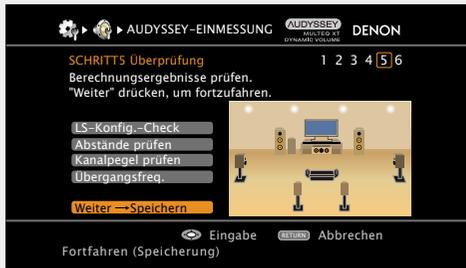 AUDYSSEY-EINMESSUNG
AUDYSSEY
MULTEQ XT
DYNAMIC VOLUME
DENON
SCHRITT5 Überprüfung
1 2 3 4 5 6
Berechnungsergebnisse prüfen.
"Weiter" drücken, um fortzufahren.
LS-Konfig.-Check
Abstände prüfen
Kanalpegel prüfen
Übergangsfreq.
Weiter →Speichern
Eingabe
RETURN Abbrechen
Fortfahren (Speicherung)